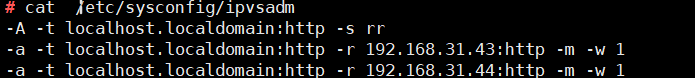 # cat  /etc/sysconfig/ipvsadm
-A -t localhost.localdomain:http -s rr
-a -t localhost.localdomain:http -r 192.168.31.43:http -m -w 1
-a -t localhost.localdomain:http -r 192.168.31.44:http -m -w 1